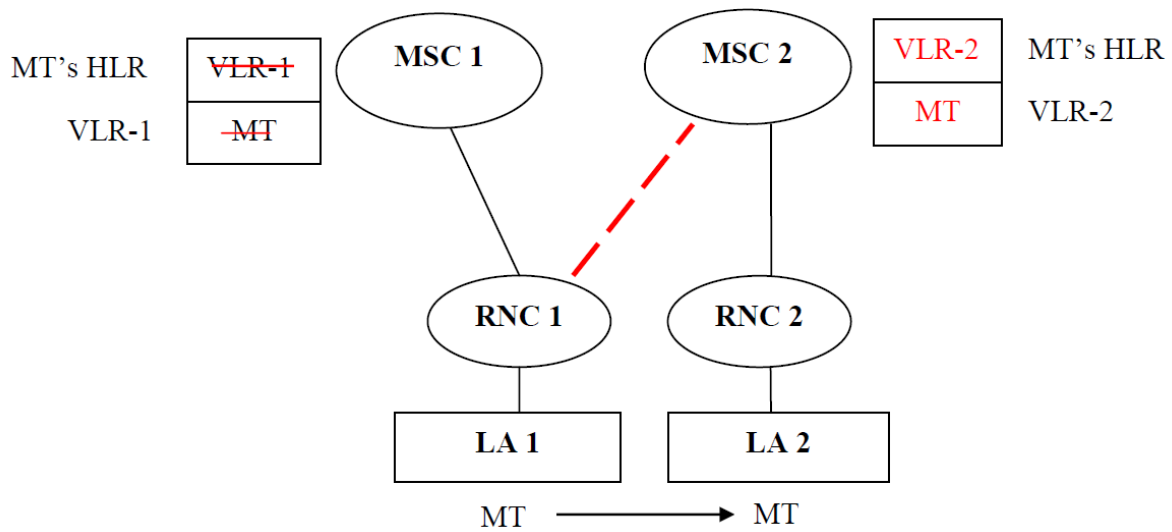 MSC 1
MSC 2
MT’s HLR
VLR-1
VLR-2
MT’s HLR
VLR-1
MT
MT
VLR-2
RNC 1
RNC 2
LA 1
LA 2
MT
MT